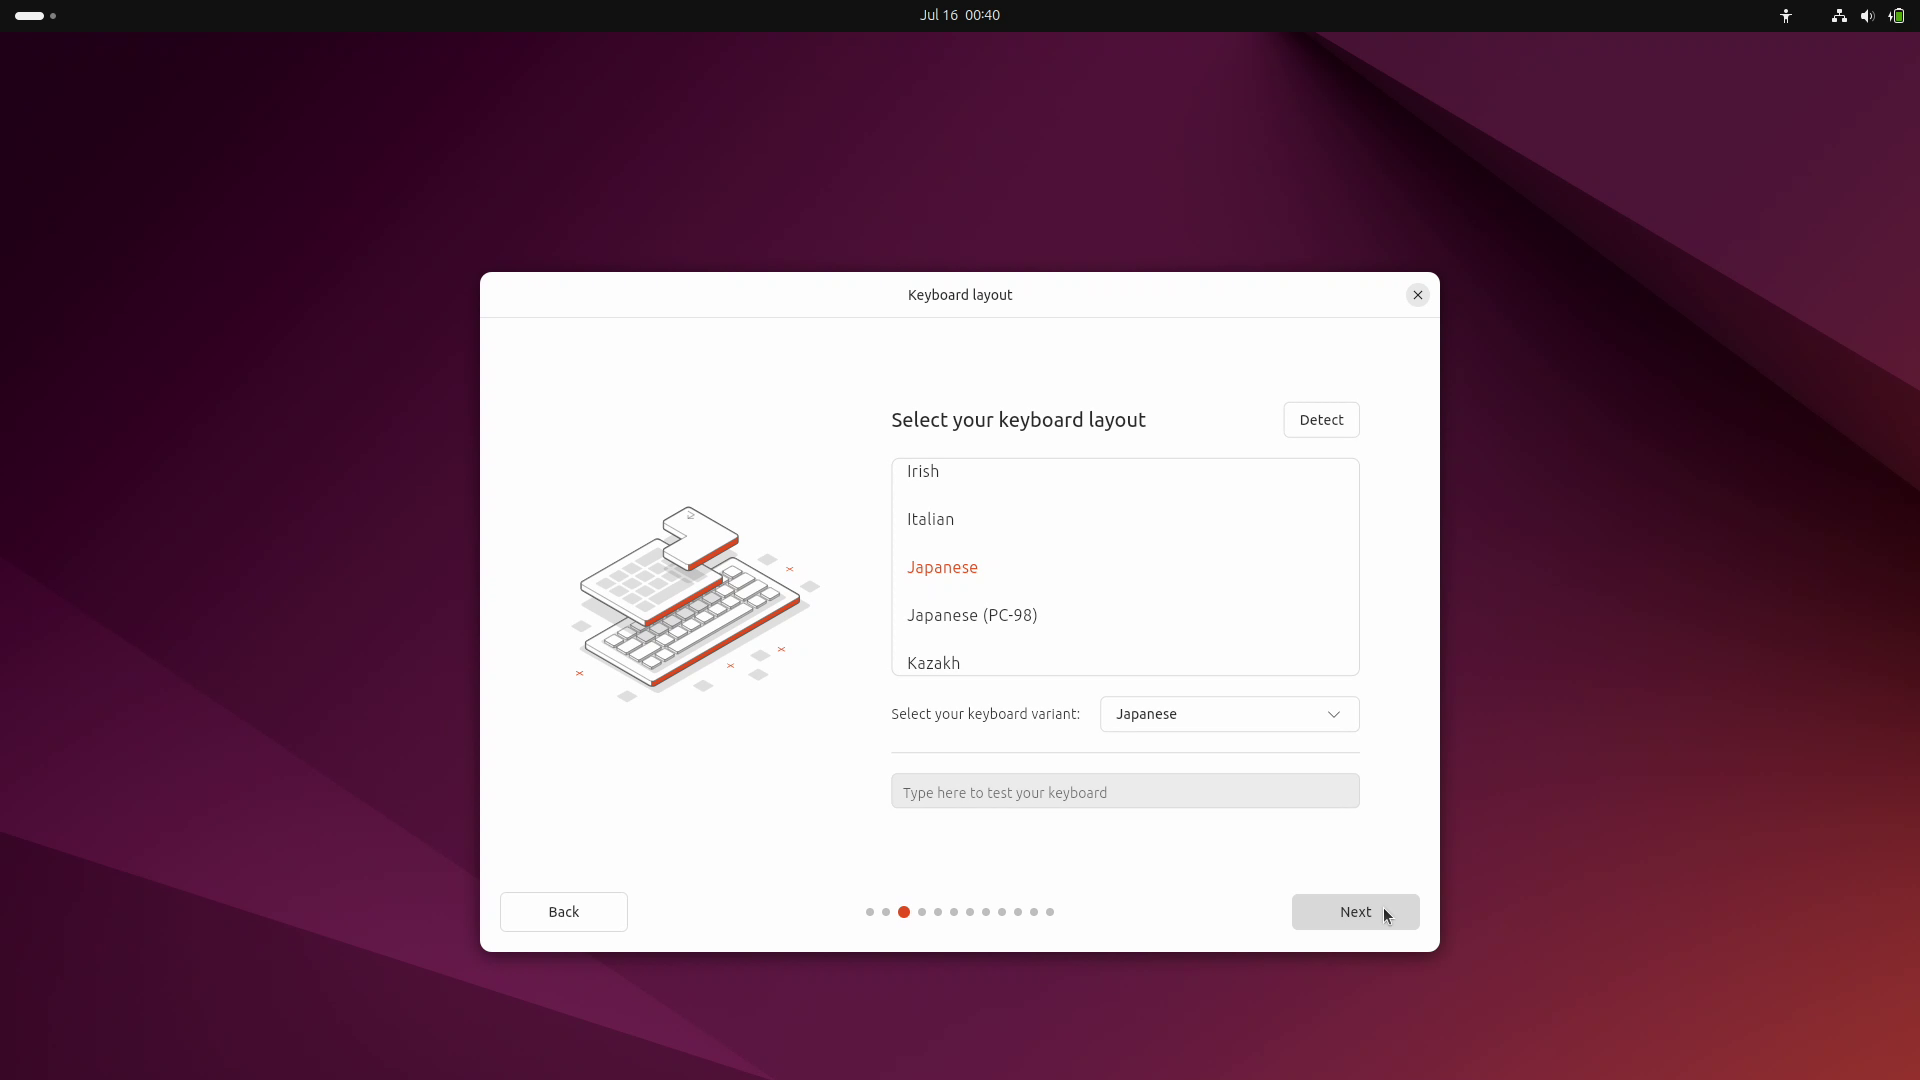 Jul 16 00:40
Keyboard layout
Select your keyboard layout
Detect
Irish
Italian
Japanese
Japanese (PC-98)
Kazakh
Select your keyboard variant:
Japanese
Type here to test your keyboard
Back
Next